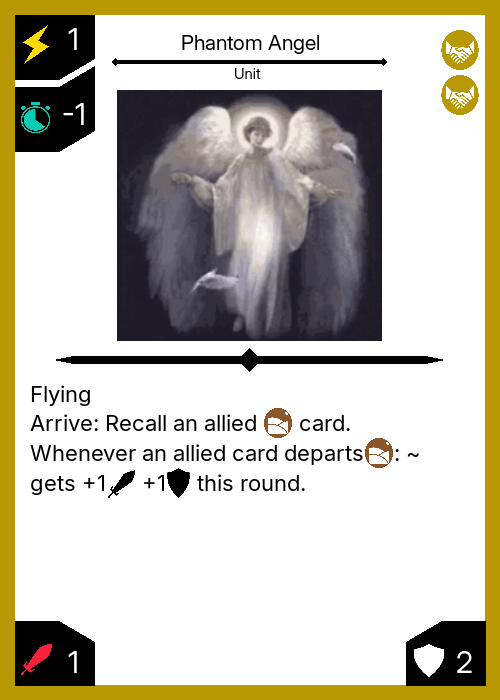 1
Phantom Angel
Unit
-1
Flying
Arrive: Recall an allied card.
Whenever an allied card departs : ~
gets +1 +1 this round.
1
2